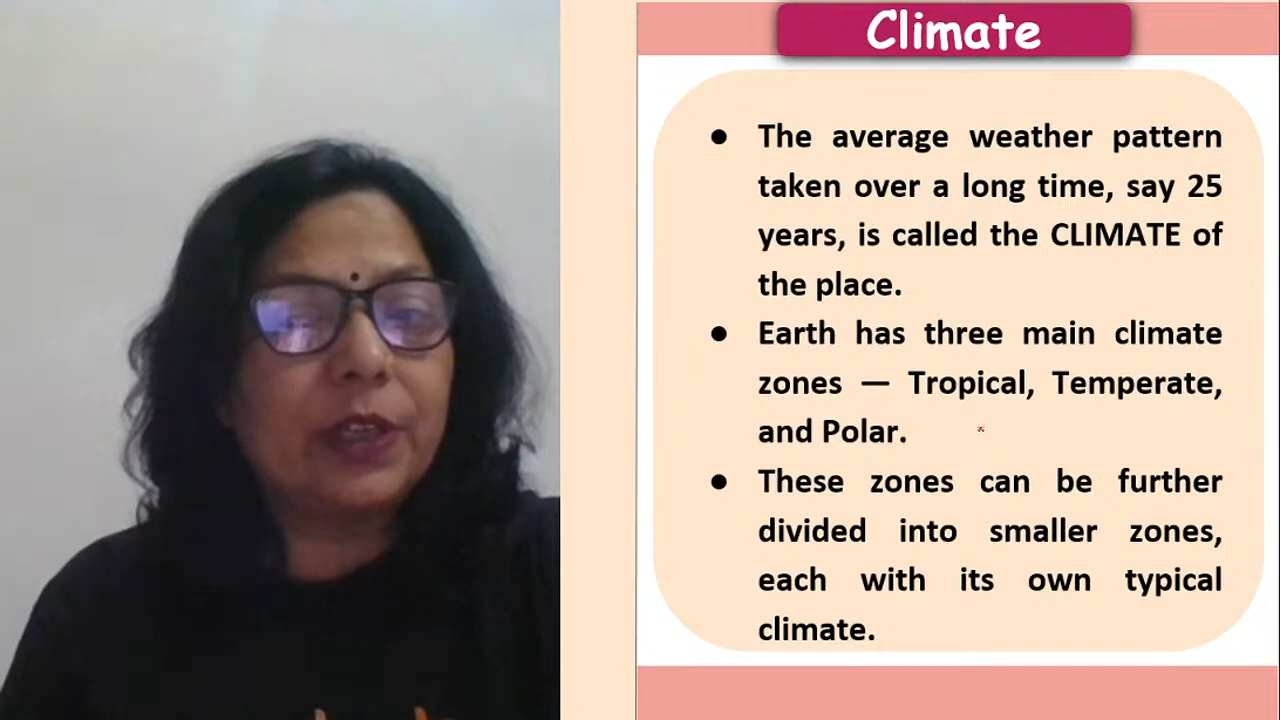 Climate
● The average weather pattern
taken over a long time, say 25
years, is called the CLIMATE of
the place.
● Earth has three main climate
zones — Tropical, Temperate,
and Polar.
● These zones can be further
divided into smaller zones,
each with its own typical
climate.